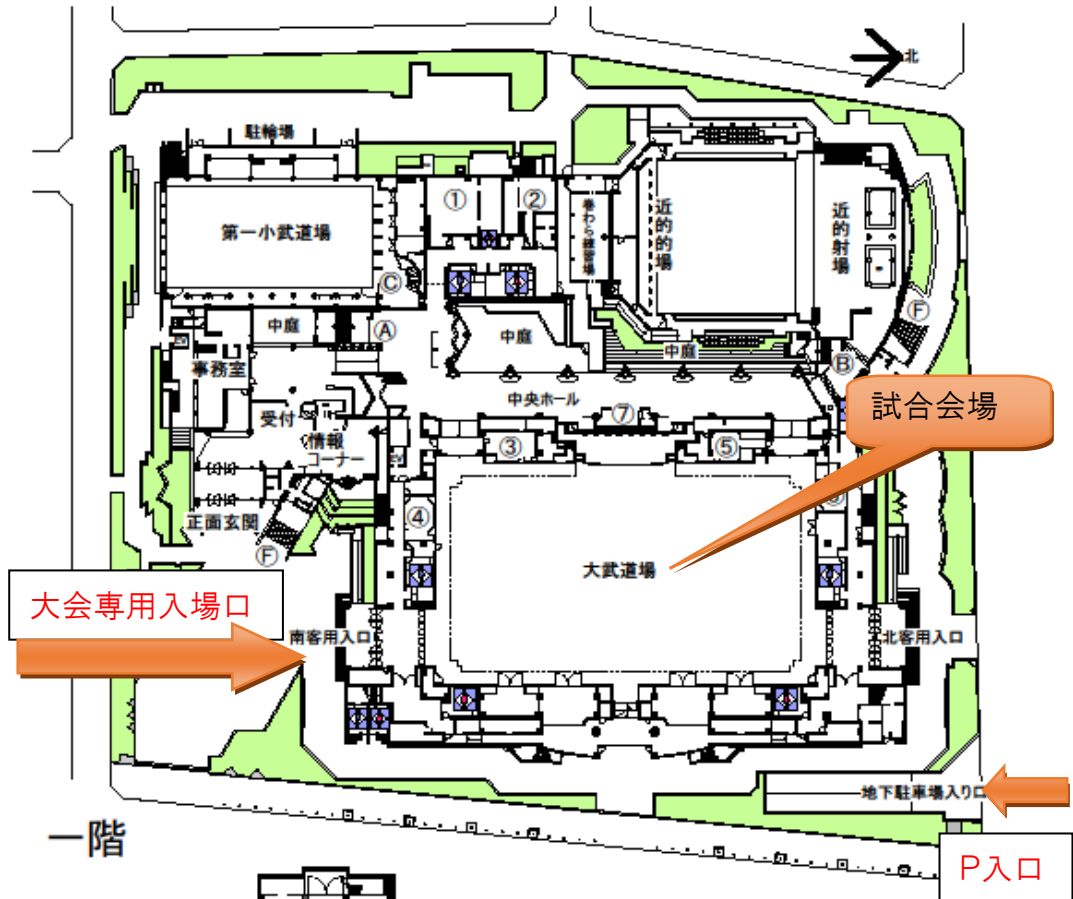 北
駐輪場
①
②
巻わら練習場
近的的場
近的射場
第一小武道場
Ⓒ
Ⓕ
中庭
Ⓐ
中庭
中庭
Ⓑ
事務室
EV
中央ホール
試合会場
受付
⑦
情報
コーナー
③
⑤
EV
④
正面玄関
Ⓕ
大武道場
大会専用入場口
南客用入口
北客用入口
地下駐車場入り口
一階
P入口